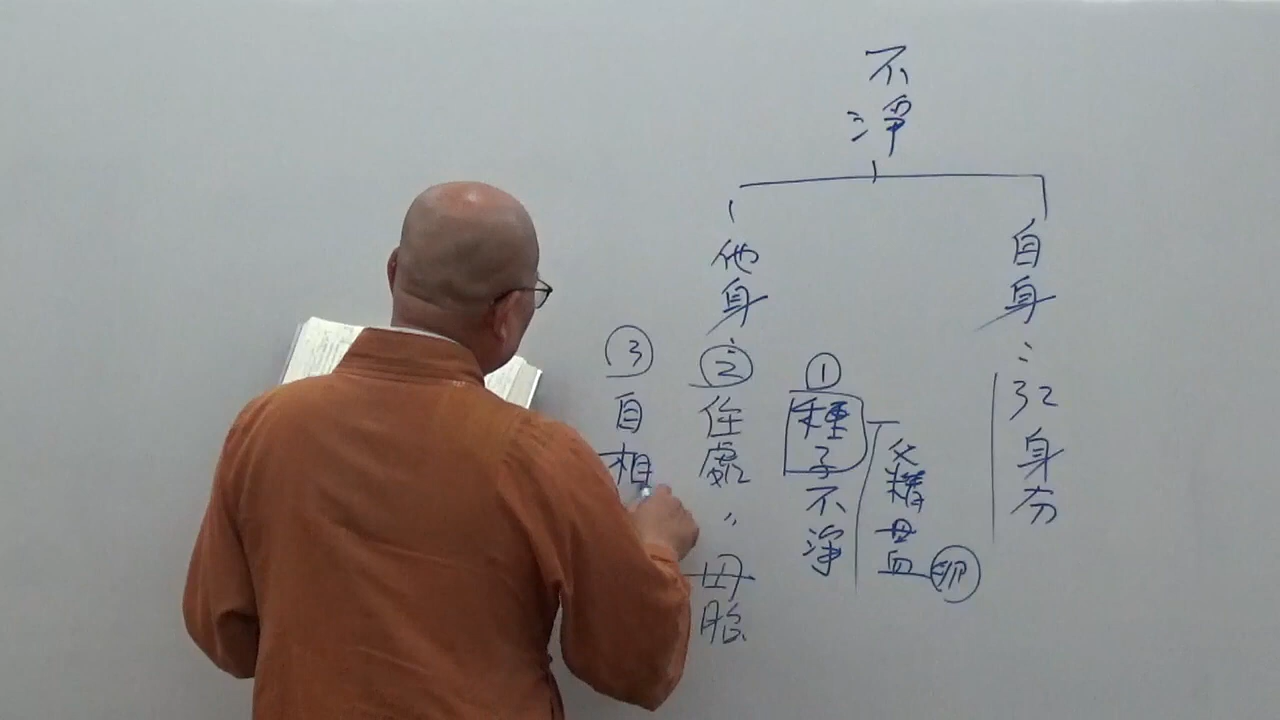 不淨
自身：32身分
他身：
①種子不淨
父精母血卵
②住處〃母胎
③自相